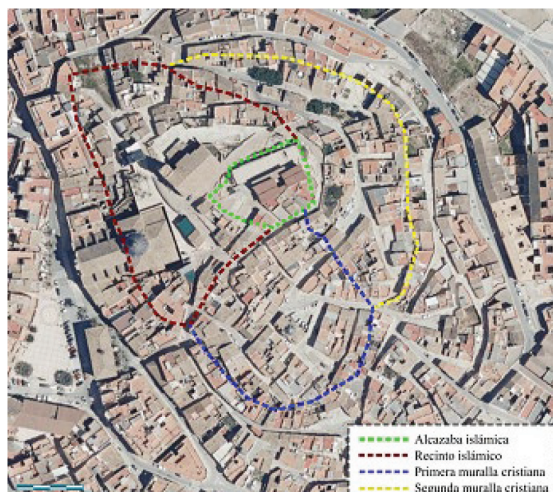 Alcazaba islámica
Recinto islámico
Primera muralla cristiana
Segunda muralla cristiana